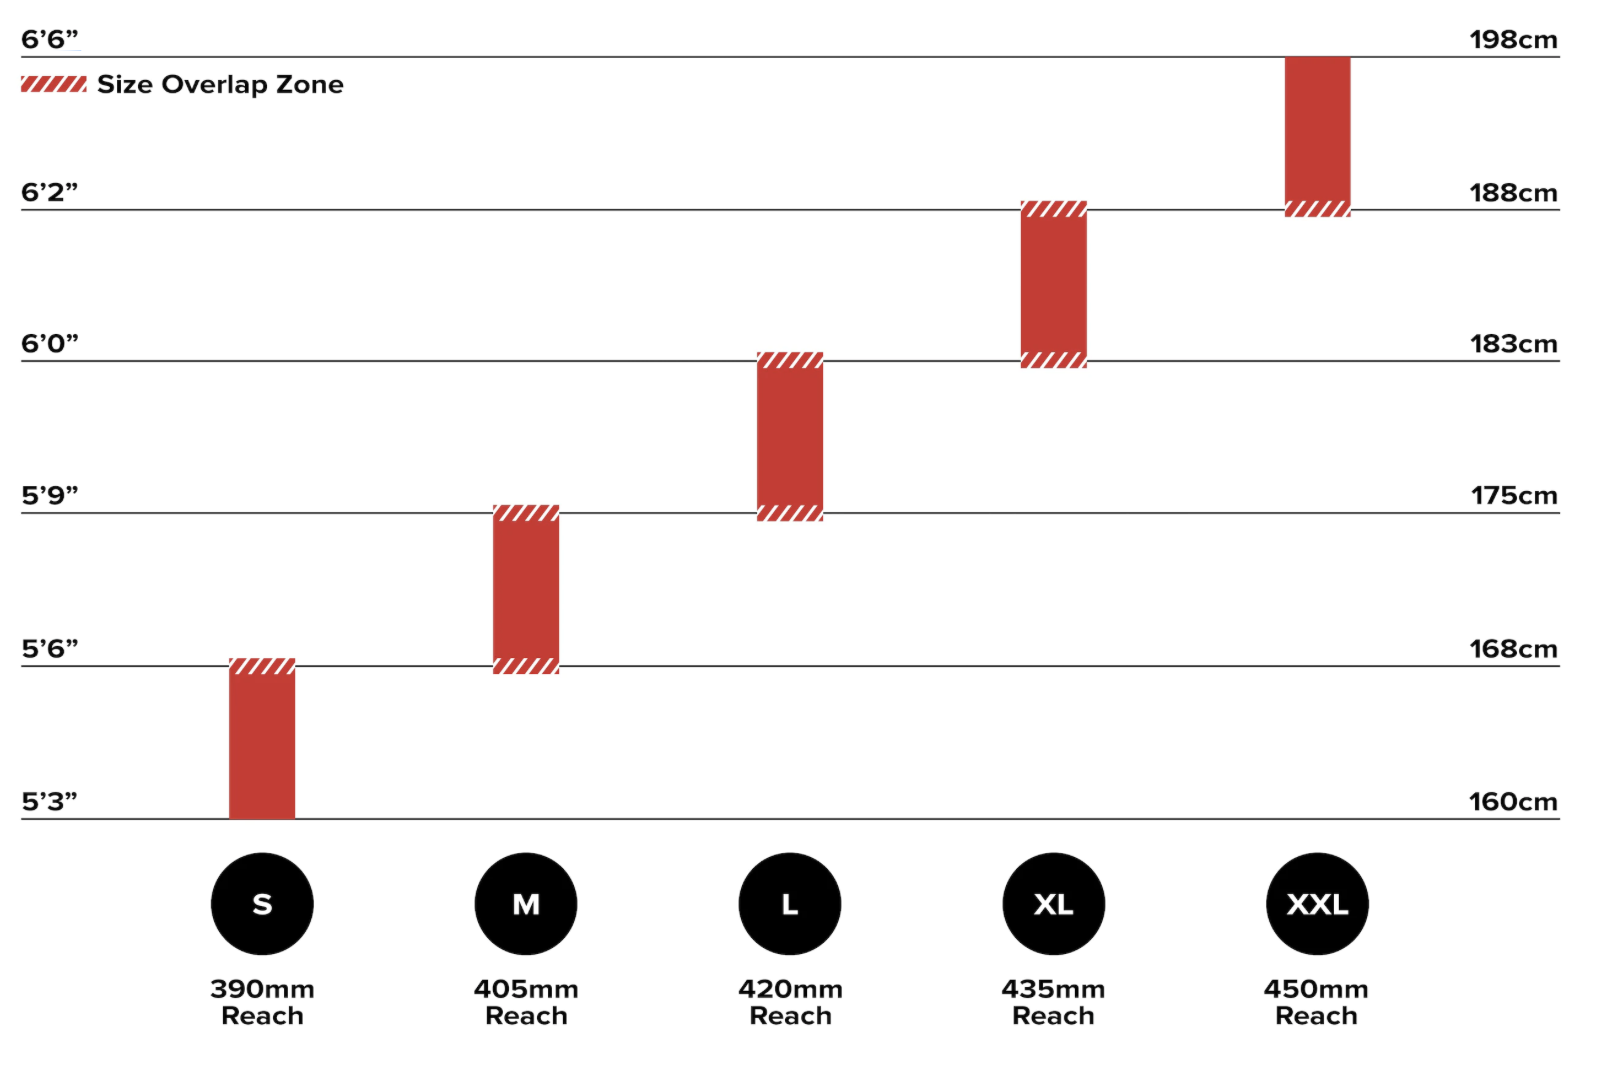 6’6”
198cm
Size Overlap Zone
6’2”
188cm
6’0”
183cm
5’9”
175cm
5’6”
168cm
5’3”
160cm
S
M
L
XL
XXL
390mm
Reach
405mm
Reach
420mm
Reach
435mm
Reach
450mm
Reach